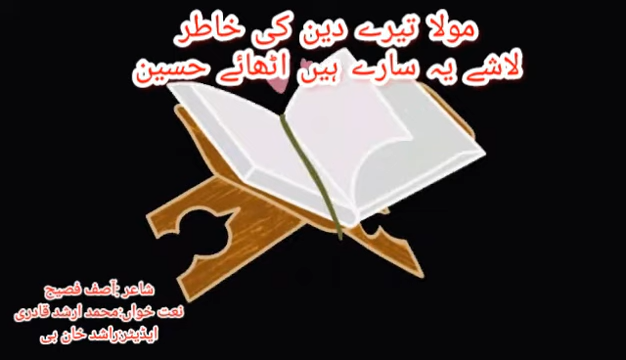 مولا تیرے دین کی خاطر
لاشے یہ سارے ہیں اٹھائے حسین
شاعر :آصف فصیح
نعت خواں:محمد ارشد قادری
ایڈیٹر:راشد خان بی